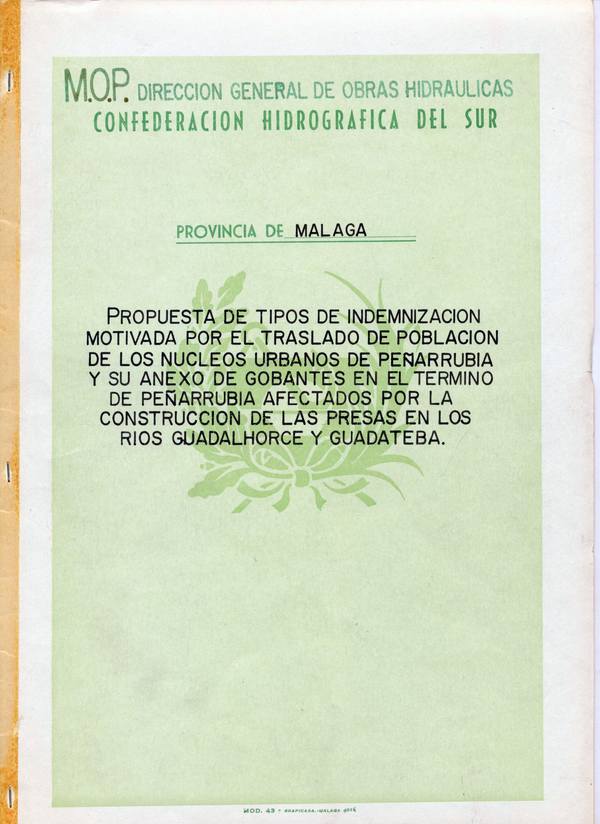 M.O.P. DIRECCION GENERAL DE OBRAS HIDRAULICAS
CONFEDERACION HIDROGRAFICA DEL SUR
PROVINCIA DE MALAGA
PROPUESTA DE TIPOS DE INDEMNIZACION
MOTIVADA POR EL TRASLADO DE POBLACION
DE LOS NUCLEOS URBANOS DE PEÑARRUBIA
Y SU ANEXO DE GOBANTES EN EL TERMINO
DE PEÑARRUBIA AFECTADOS POR LA
CONSTRUCCION DE LAS PRESAS EN LOS
RIOS GUADALHORCE Y GUADATEBA.
MOD. 43 - GRAFICASA.-MALAGA